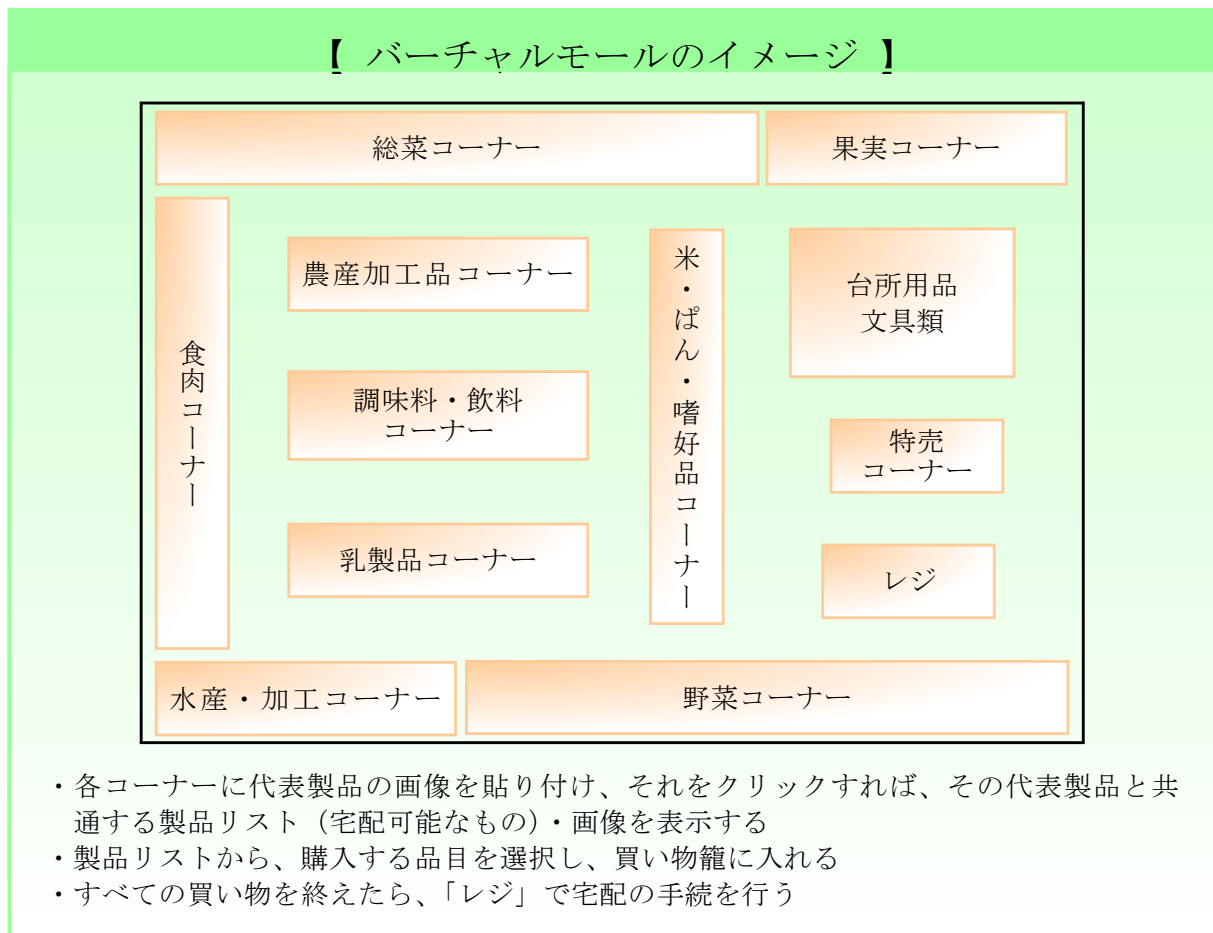 【 バーチャルモールのイメージ 】
総菜コーナー
果実コーナー
食肉コーナー
農産加工品コーナー
調味料・飲料
コーナー
乳製品コーナー
米・ぱん・嗜好品コーナー
台所用品
文具類
特売
コーナー
レジ
水産・加工コーナー
野菜コーナー
・各コーナーに代表製品の画像を貼り付け、それをクリックすれば、その代表製品と共
通する製品リスト（宅配可能なもの）・画像を表示する
・製品リストから、購入する品目を選択し、買い物籠に入れる
・すべての買い物を終えたら、「レジ」で宅配の手続を行う